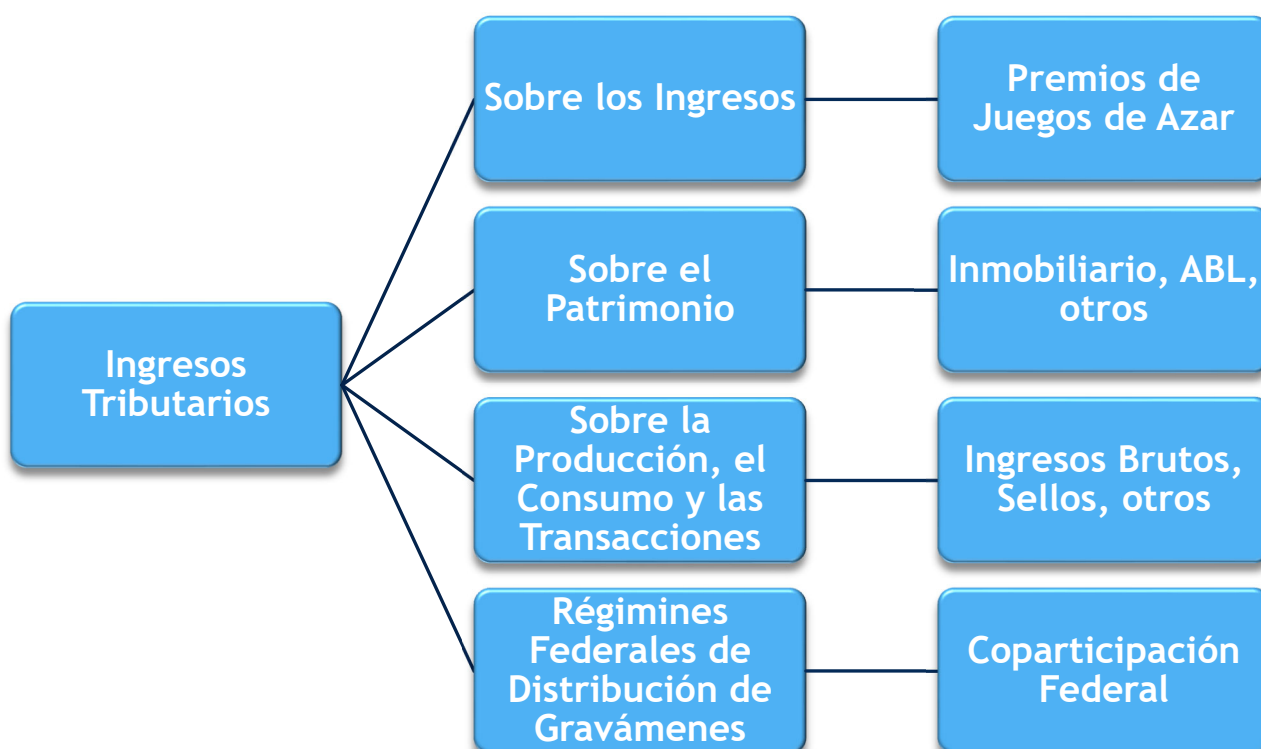 Ingresos
Tributarios
Sobre los Ingresos
Premios de
Juegos de Azar
Sobre el
Patrimonio
Inmobiliario, ABL,
otros
Sobre la
Producción, el
Consumo y las
Transacciones
Ingresos Brutos,
Sellos, otros
Régimines
Federales de
Distribución de
Gravámenes
Coparticipación
Federal